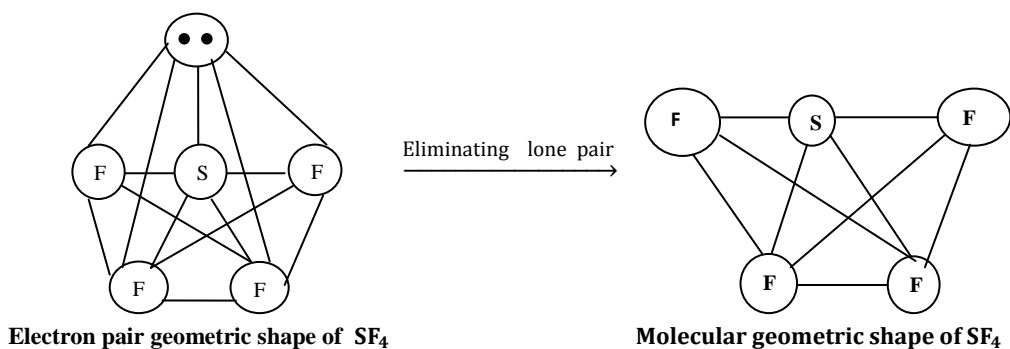 F S F
F F
Electron pair geometric shape of SF₄
Eliminating lone pair
F S F
F F
Molecular geometric shape of SF₄